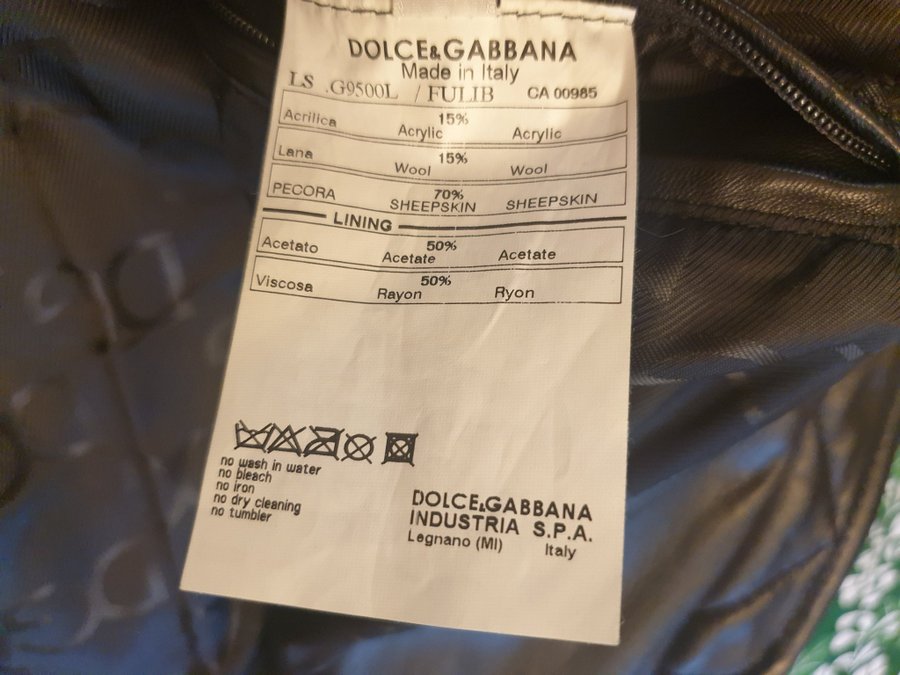 DOLCE&GABBANA
Made in Italy
LS .G9500L / FULIB CA 00985
Acrilica 15% Acrylic Acrylic
Lana 15% Wool Wool
PECORA 70% SHEEPSKIN SHEEPSKIN
LINING
Acetato 50% Acetate Acetate
Viscosa 50% Rayon Ryon
no wash in water
no bleach
no iron
no dry cleaning
no tumbler
DOLCE&GABBANA
INDUSTRIA S.P.A.
Legnano (MI) Italy